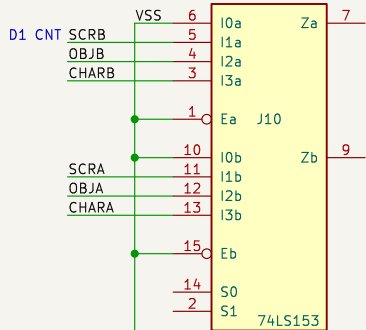 VSS 6 I0a Za 7
D1 CNT SCRB 5 I1a
OBJB 4 I2a
CHARB 3 I3a
1 Ea J10
10 I0b Zb 9
SCRA 11 I1b
OBJA 12 I2b
CHARA 13 I3b
15 Eb
14 S0
2 S1
74LS153